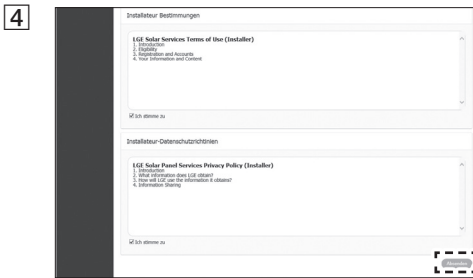 4
Installateur Bestimmungen
LGE Solar Services Terms of Use (Installer)
1. Introduction
2. Eligibility
3. Registration and Accounts
4. Your Information and Content
Ich stimme zu
Installateur-Datenschutzrichtlinien
LGE Solar Panel Services Privacy Policy (Installer)
1. Introduction
2. What information does LGE obtain?
3. How will LGE use the information it obtains?
4. Information Sharing
Ich stimme zu